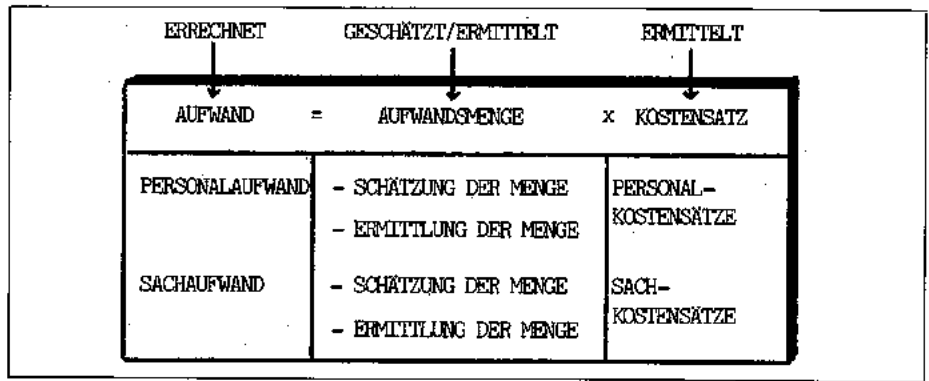 ERRECHNET GESCHÄTZT/ERMITTELT ERMITTELT
AUFWAND = AUFWANDSMENGE x KOSTENSATZ
PERSONALAUFWAND - SCHÄTZUNG DER MENGE PERSONAL-
- ERMITTLUNG DER MENGE KOSTENSÄTZE
SACHAUFWAND - SCHÄTZUNG DER MENGE SACH-
- ERMITTLUNG DER MENGE KOSTENSÄTZE